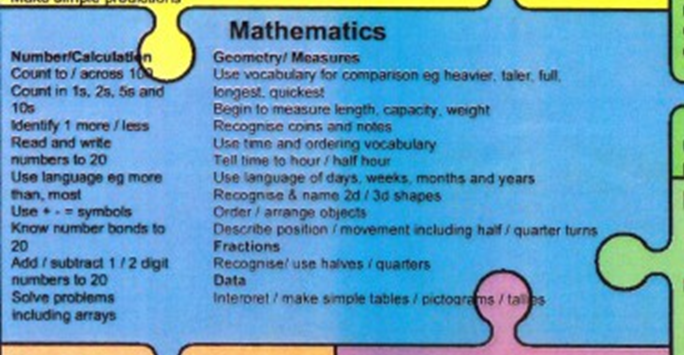 Make simple predictions
Mathematics
Number/Calculation
Count to / across 100
Count in 1s, 2s, 5s and
10s
Identify 1 more / less
Read and write
numbers to 20
Use language eg more
than, most
Use + - = symbols
Know number bonds to
20
Add / subtract 1 / 2 digit
numbers to 20
Solve problems
including arrays
Geometry/ Measures
Use vocabulary for comparison eg heavier, taler, full,
longest, quickest
Begin to measure length, capacity, weight
Recognise coins and notes
Use time and ordering vocabulary
Tell time to hour / half hour
Use language of days, weeks, months and years
Recognise & name 2d / 3d shapes
Order / arrange objects
Describe position / movement including half / quarter turns
Fractions
Recognise/ use halves / quarters
Data
Interpret / make simple tables / pictograms / tallies